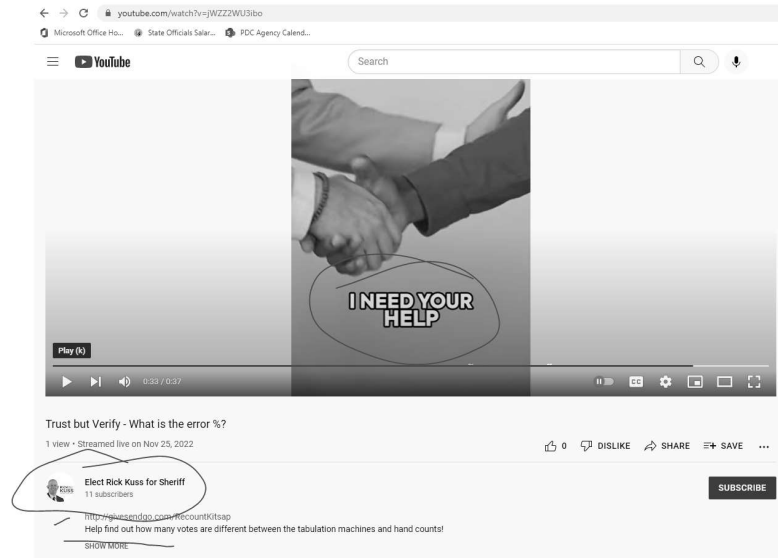 youtube.com/watch?v=jWZZ2WU3ibo
Microsoft Office Ho... State Officials Salar... PDC Agency Calend...
YouTube
Search
I NEED YOUR
HELP
Play (k)
0:33 / 0:37
CC
Trust but Verify - What is the error %?
1 view • Streamed live on Nov 25, 2022
0 DISLIKE SHARE SAVE ...
KUSS
Elect Rick Kuss for Sheriff
11 subscribers
SUBSCRIBE
http://givesendgo.com/RecountKitsap
Help find out how many votes are different between the tabulation machines and hand counts!
SHOW MORE